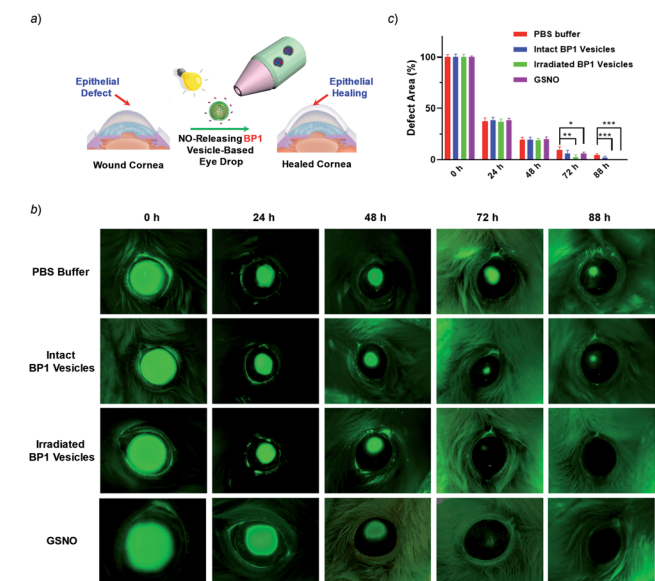 a)
Epithelial
Defect
Epithelial
Healing
NO-Releasing BP1
Vesicle-Based
Eye Drop
Wound Cornea
Healed Cornea
c)
PBS buffer
Intact BP1 Vesicles
Irradiated BP1 Vesicles
GSNO
Defect Area (%)
100
50
0
*
**
***
***
0 h
24 h
48 h
72 h
88 h
b)
0 h 24 h 48 h 72 h 88 h
PBS Buffer
Intact
BP1 Vesicles
Irradiated
BP1 Vesicles
GSNO